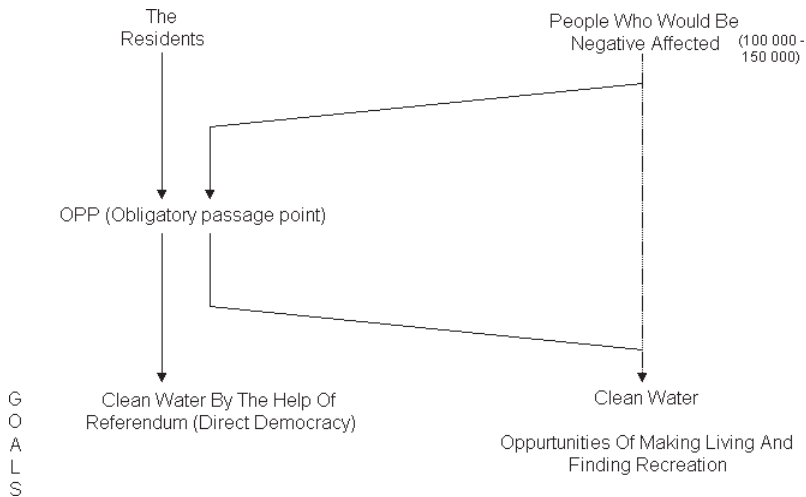 The
Residents
People Who Would Be
Negative Affected
(100 000 -
150 000)
OPP (Obligatory passage point)
G
O
A
L
S
Clean Water By The Help Of
Referendum (Direct Democracy)
Clean Water
Oppurtunities Of Making Living And
Finding Recreation